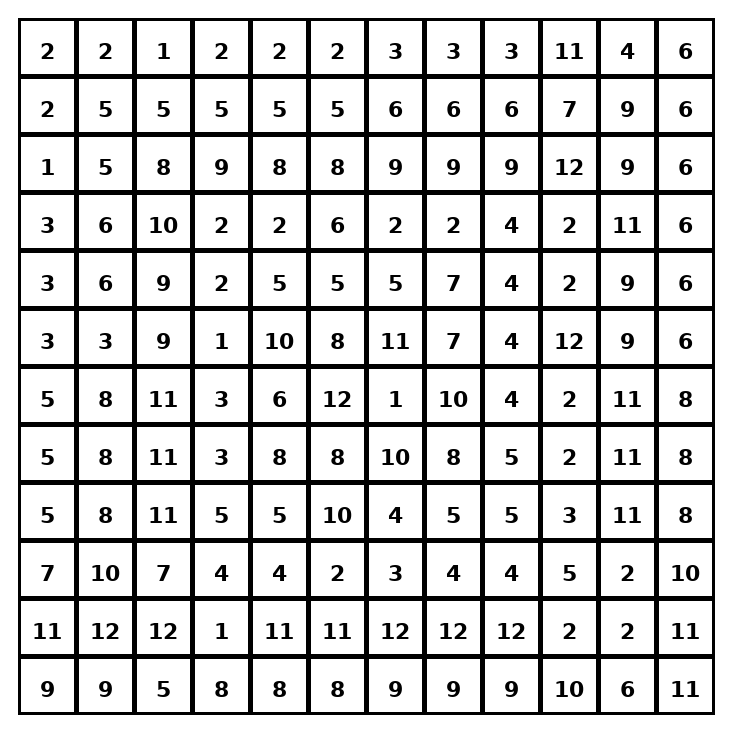 2 2 1 2 2 2 3 3 3 11 4 6
2 5 5 5 5 5 6 6 6 7 9 6
1 5 8 9 8 8 9 9 9 12 9 6
3 6 10 2 2 6 2 2 4 2 11 6
3 6 9 2 5 5 5 7 4 2 9 6
3 3 9 1 10 8 11 7 4 12 9 6
5 8 11 3 6 12 1 10 4 2 11 8
5 8 11 3 8 8 10 8 5 2 11 8
5 8 11 5 5 10 4 5 5 3 11 8
7 10 7 4 4 2 3 4 4 5 2 10
11 12 12 1 11 11 12 12 12 2 2 11
9 9 5 8 8 8 9 9 9 10 6 11